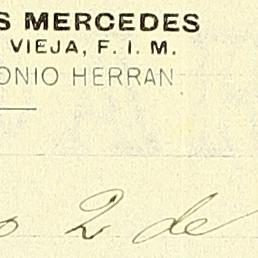 S MERCEDES
VIEJA, F. I. M.
ONIO HERRAN
o 2 de